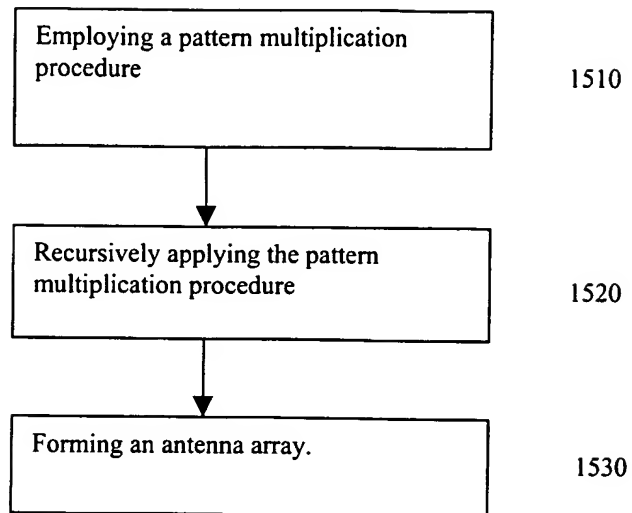 Employing a pattern multiplication
procedure
1510
Recursively applying the pattern
multiplication procedure
1520
Forming an antenna array.
1530